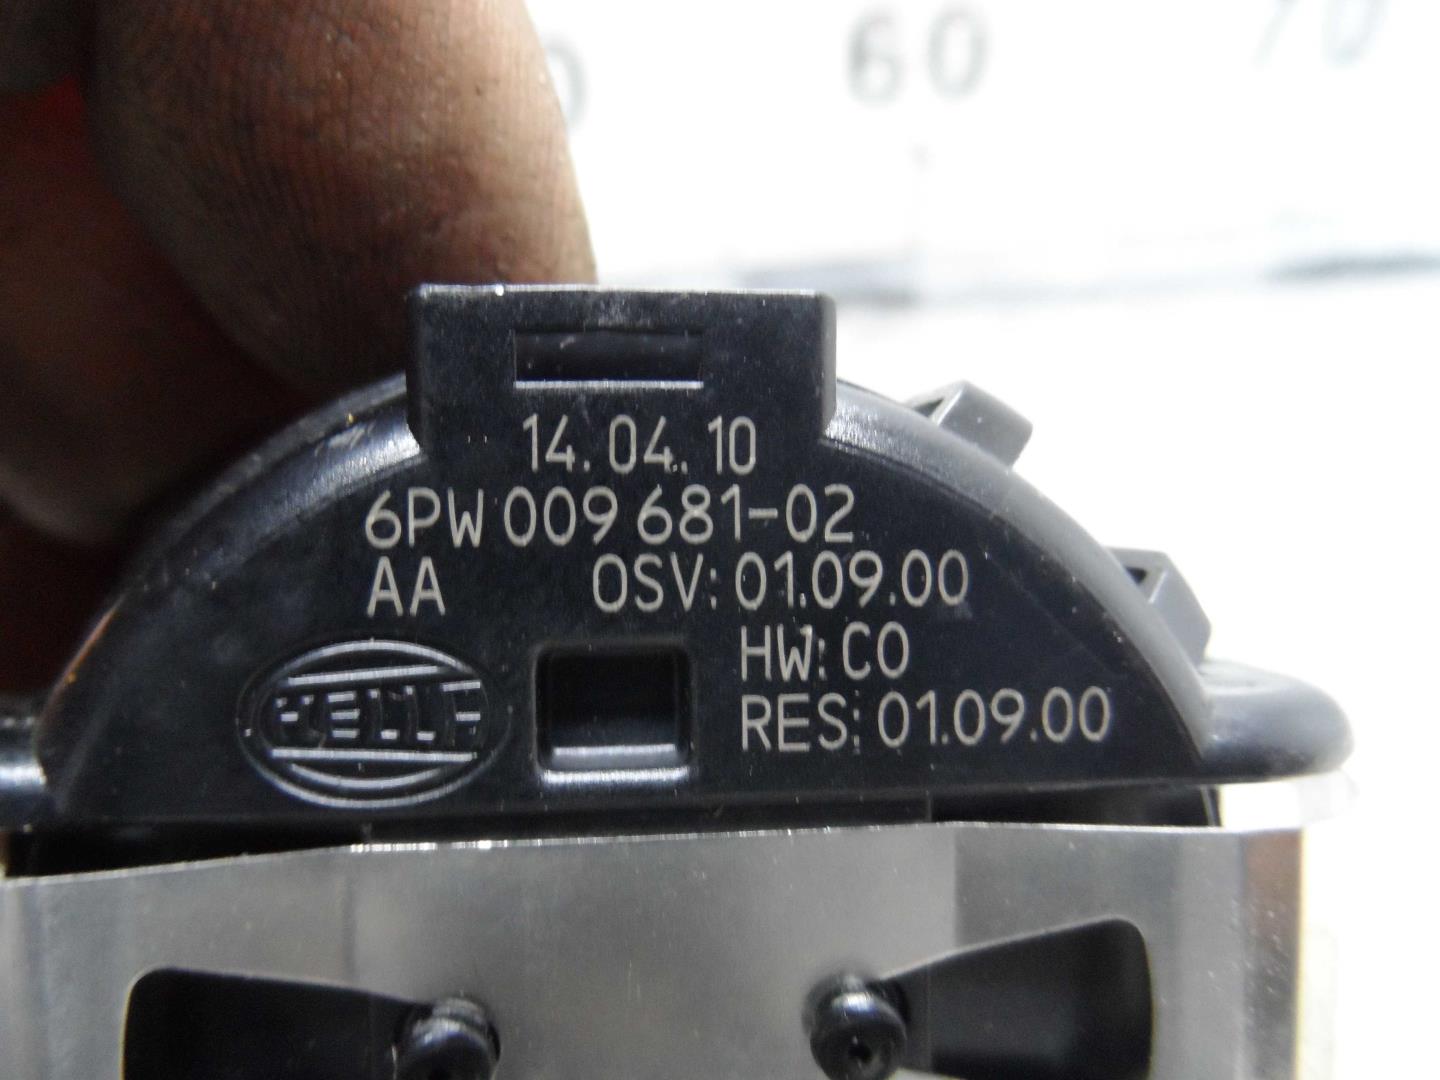 60
70
14.04.10
6PW 009 681-02
AA OSV: 01.09.00
HW: C0
RES: 01.09.00
HELLA